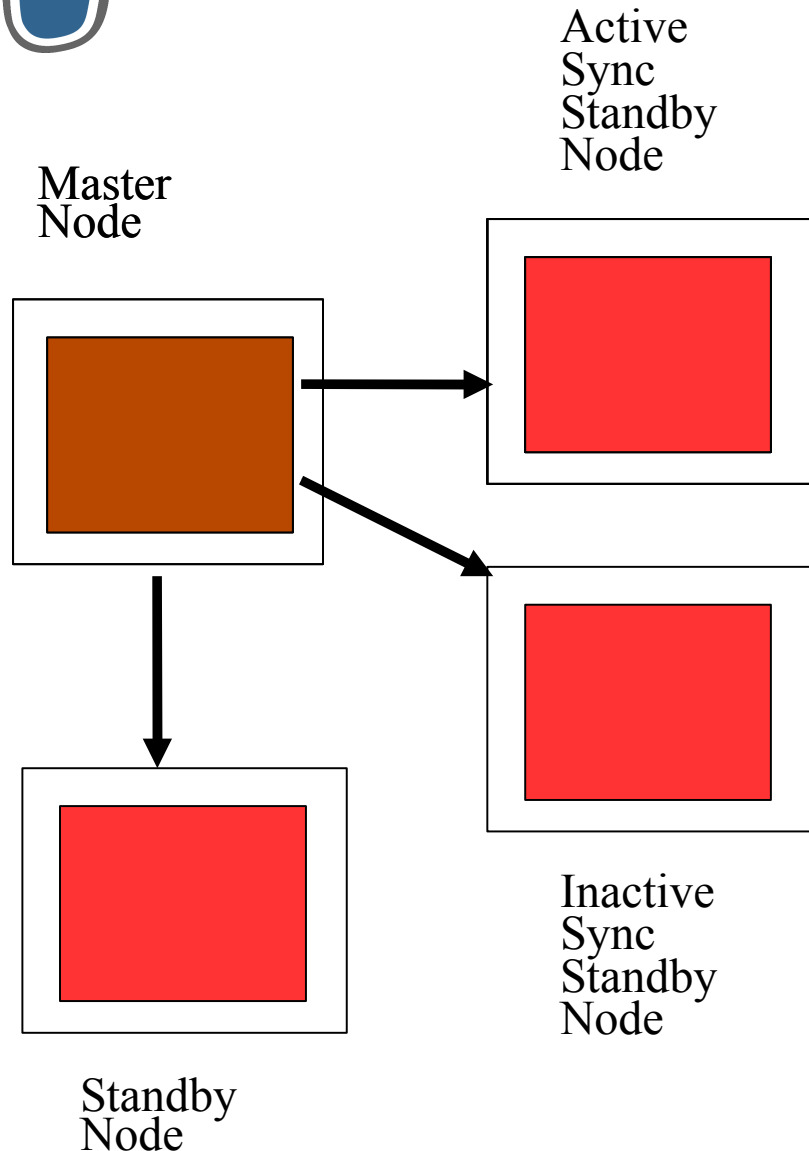 Active
Sync
Standby
Node
Master
Node
Inactive
Sync
Standby
Node
Standby
Node